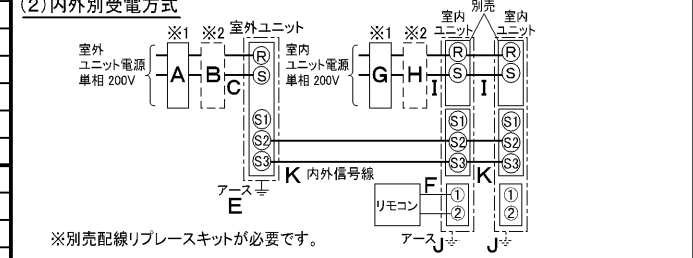 (2)内外別受電方式
別売
※1 ※2 室外ユニット
※1 ※2 室内ユニット 室内ユニット
室外
ユニット電源
単相 200V
A B C
R
S
S1
S2
S3
アース
E
室内
ユニット電源
単相 200V
G H I I
R R
S S
S1 S1
S2 S2
S3 S3
K 内外信号線
F K
リモコン
① ①
② ②
アース J J
※別売配線リプレースキットが必要です。